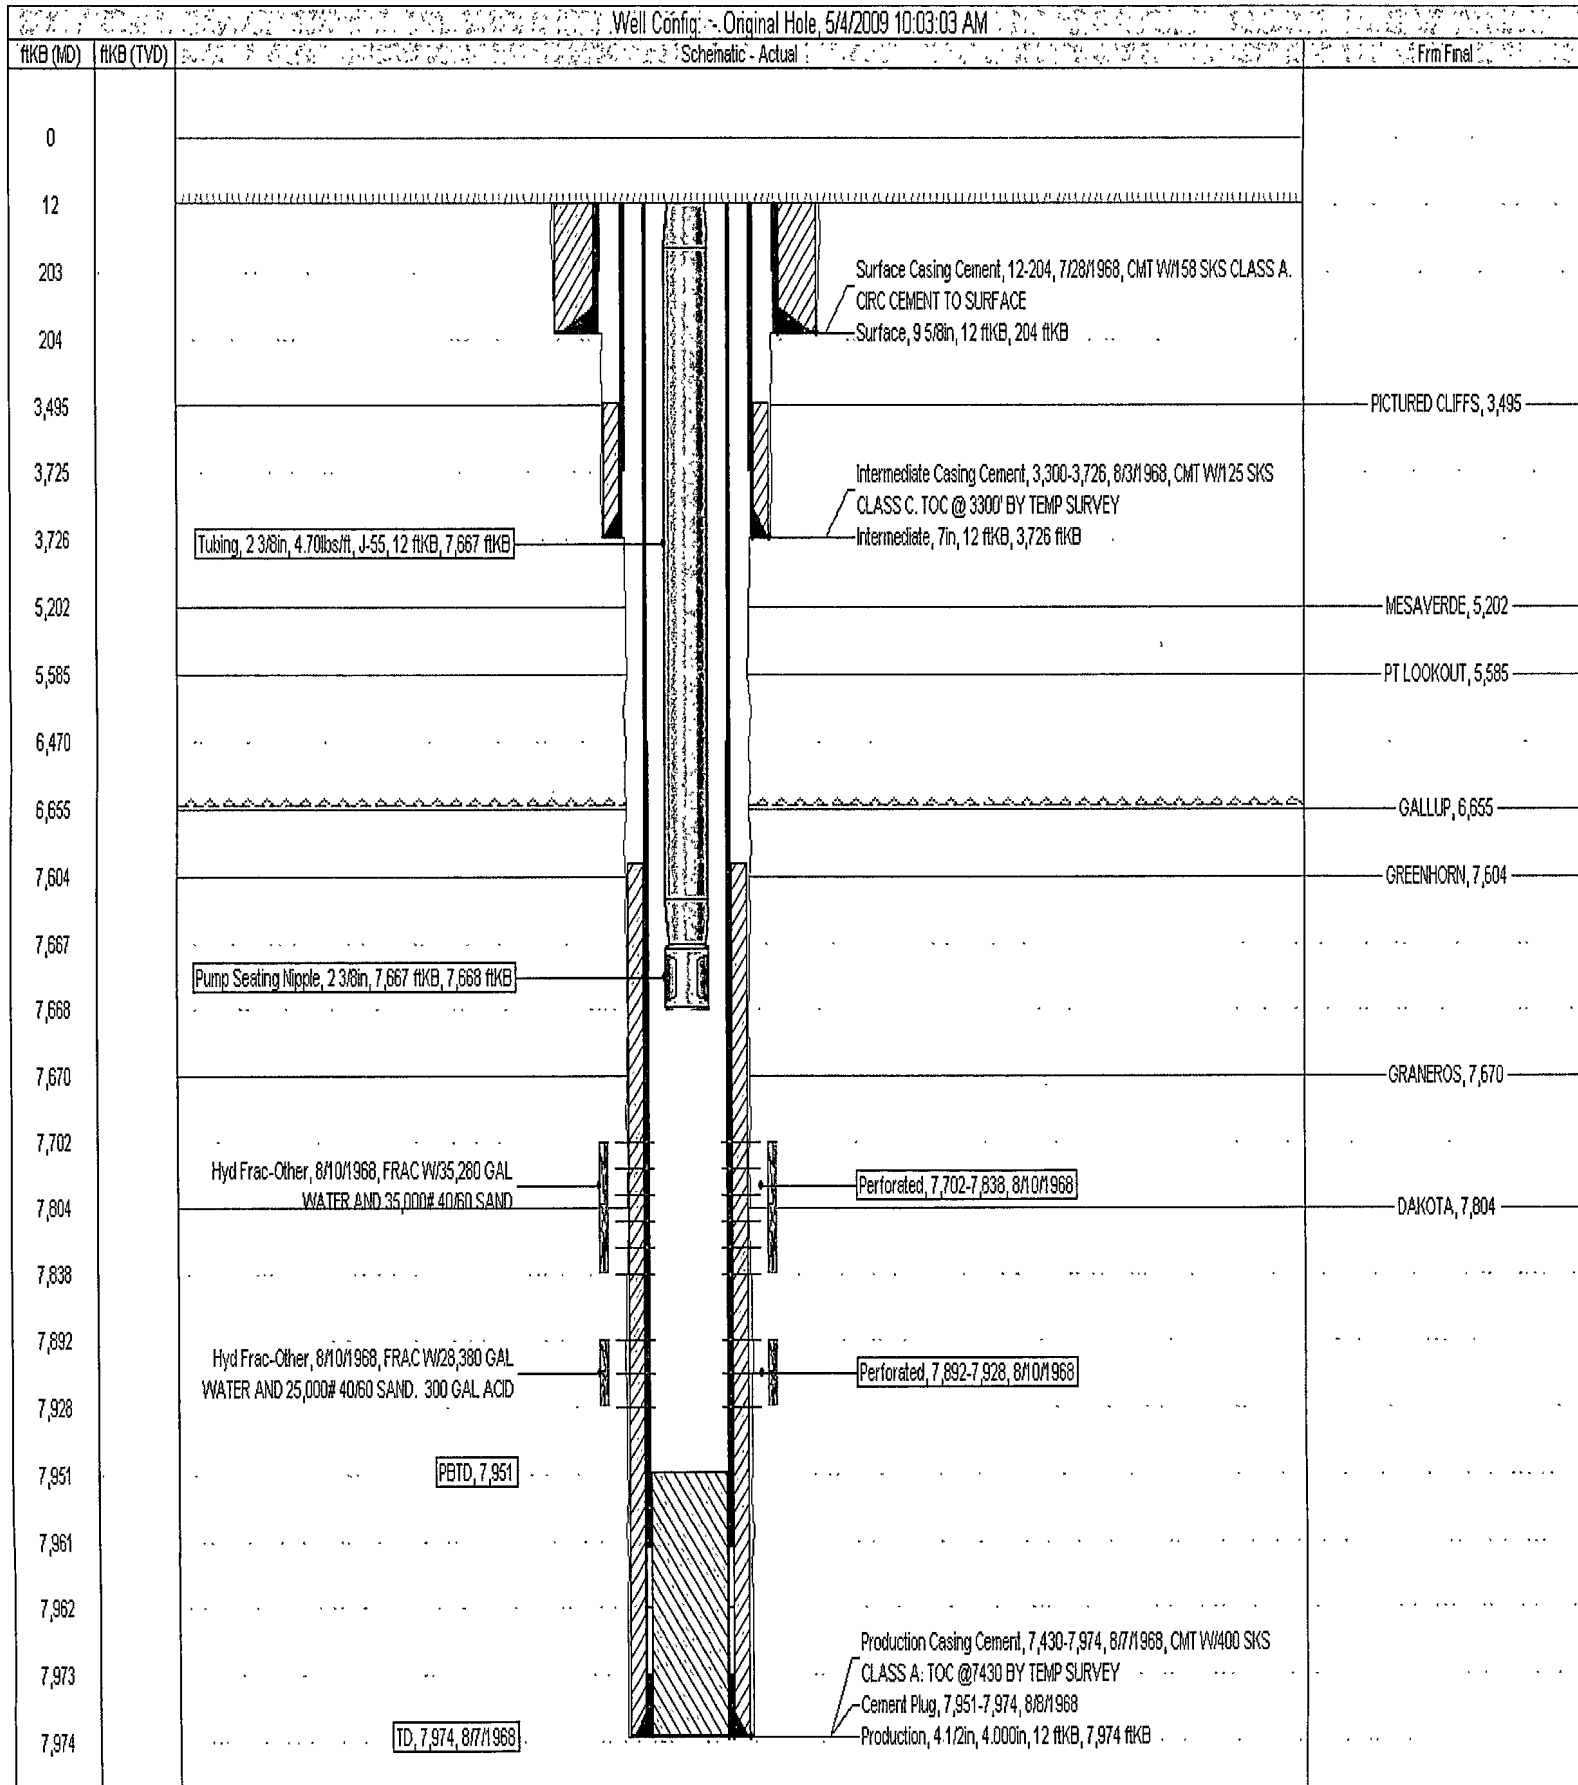 Well Config: - Original Hole, 5/4/2009 10:03:03 AM
ftKB (MD)
ftKB (TVD)
Schematic - Actual
Frm Final
0
12
203
Surface Casing Cement, 12-204, 7/28/1968, CMT W/158 SKS CLASS A.
CIRC CEMENT TO SURFACE
Surface, 9 5/8in, 12 ftKB, 204 ftKB
204
3,495
PICTURED CLIFFS, 3,495
3,725
Intermediate Casing Cement, 3,300-3,726, 8/3/1968, CMT W/125 SKS
CLASS C. TOC @ 3300' BY TEMP SURVEY
Intermediate, 7in, 12 ftKB, 3,726 ftKB
3,726
Tubing, 2 3/8in, 4.70lbs/ft, J-55, 12 ftKB, 7,667 ftKB
5,202
MESAVERDE, 5,202
5,585
PT LOOKOUT, 5,585
6,470
6,655
GALLUP, 6,655
7,604
GREENHORN, 7,604
7,667
Pump Seating Nipple, 2 3/8in, 7,667 ftKB, 7,668 ftKB
7,668
7,670
GRANEROS, 7,670
7,702
Hyd Frac-Other, 8/10/1968, FRAC W/35,280 GAL
WATER AND 35,000# 40/60 SAND
Perforated, 7,702-7,838, 8/10/1968
7,804
DAKOTA, 7,804
7,838
7,892
Hyd Frac-Other, 8/10/1968, FRAC W/28,380 GAL
WATER AND 25,000# 40/60 SAND. 300 GAL ACID
Perforated, 7,892-7,928, 8/10/1968
7,928
7,951
PBTD, 7,951
7,961
7,962
7,973
Production Casing Cement, 7,430-7,974, 8/7/1968, CMT W/400 SKS
CLASS A: TOC @7430 BY TEMP SURVEY
Cement Plug, 7,951-7,974, 8/8/1968
Production, 4 1/2in, 4.000in, 12 ftKB, 7,974 ftKB
7,974
TD, 7,974, 8/7/1968